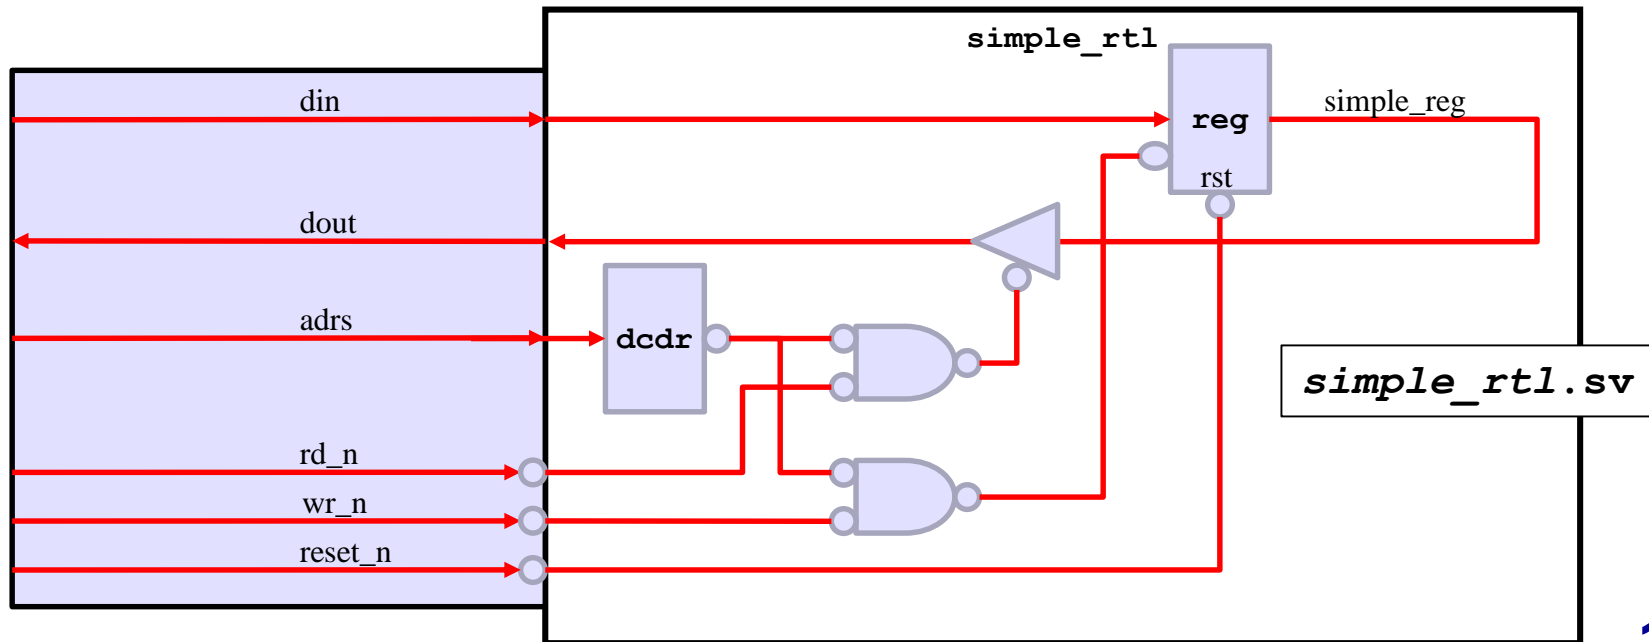 simple_rtl
din
simple_reg
reg
rst
dout
adrs
dcdr
simple_rtl.sv
rd_n
wr_n
reset_n